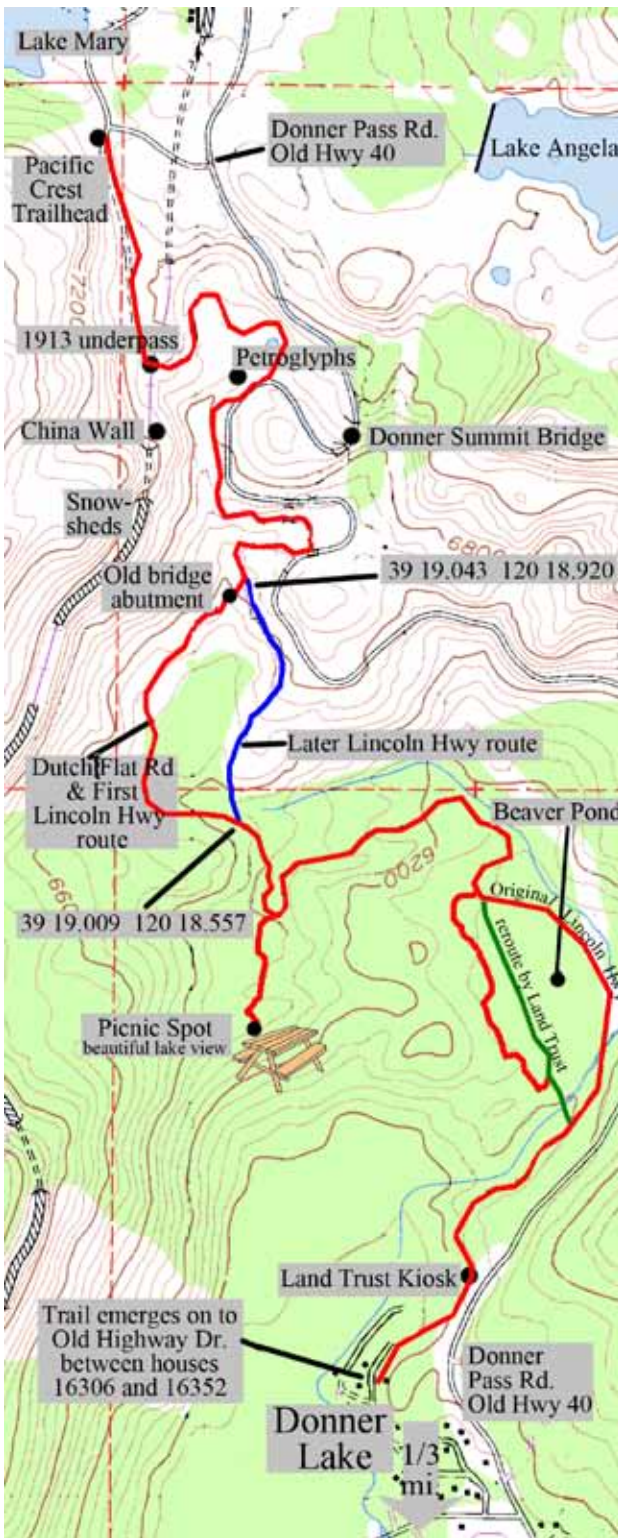 Lake Mary
Donner Pass Rd.
Old Hwy 40
Lake Angela
Pacific
Crest
Trailhead
7200
1913 underpass
Petroglyphs
China Wall
Donner Summit Bridge
Snow-
sheds
6800
39 19.043 120 18.920
Old bridge
abutment
Later Lincoln Hwy route
Dutch Flat Rd
& First
Lincoln Hwy
route
Beaver Pond
6200
6600
Original Lincoln Hwy
39 19.009 120 18.557
reroute by Land Trust
Picnic Spot
beautiful lake view
Land Trust Kiosk
Trail emerges on to
Old Highway Dr.
between houses
16306 and 16352
Donner
Pass Rd.
Old Hwy 40
Donner
Lake
1/3
mi.